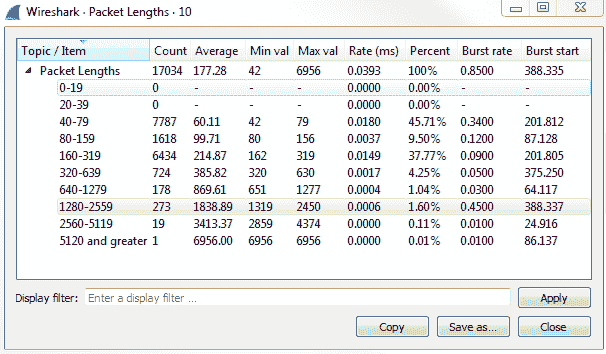 Wireshark · Packet Lengths · 10
Topic / Item Count Average Min val Max val Rate (ms) Percent Burst rate Burst start
Packet Lengths 17034 177.28 42 6956 0.0393 100% 0.8500 388.335
0-19 0 - - - 0.0000 0.00% - -
20-39 0 - - - 0.0000 0.00% - -
40-79 7787 60.11 42 79 0.0180 45.71% 0.3400 201.812
80-159 1618 99.71 80 156 0.0037 9.50% 0.1200 87.128
160-319 6434 214.87 162 319 0.0149 37.77% 0.0900 201.805
320-639 724 385.82 320 630 0.0017 4.25% 0.0500 375.250
640-1279 178 869.61 651 1277 0.0004 1.04% 0.0300 64.117
1280-2559 273 1838.89 1319 2450 0.0006 1.60% 0.4500 388.337
2560-5119 19 3413.37 2859 4374 0.0000 0.11% 0.0100 24.916
5120 and greater 1 6956.00 6956 6956 0.0000 0.01% 0.0100 86.137
Display filter: Enter a display filter ... Apply
Copy Save as... Close